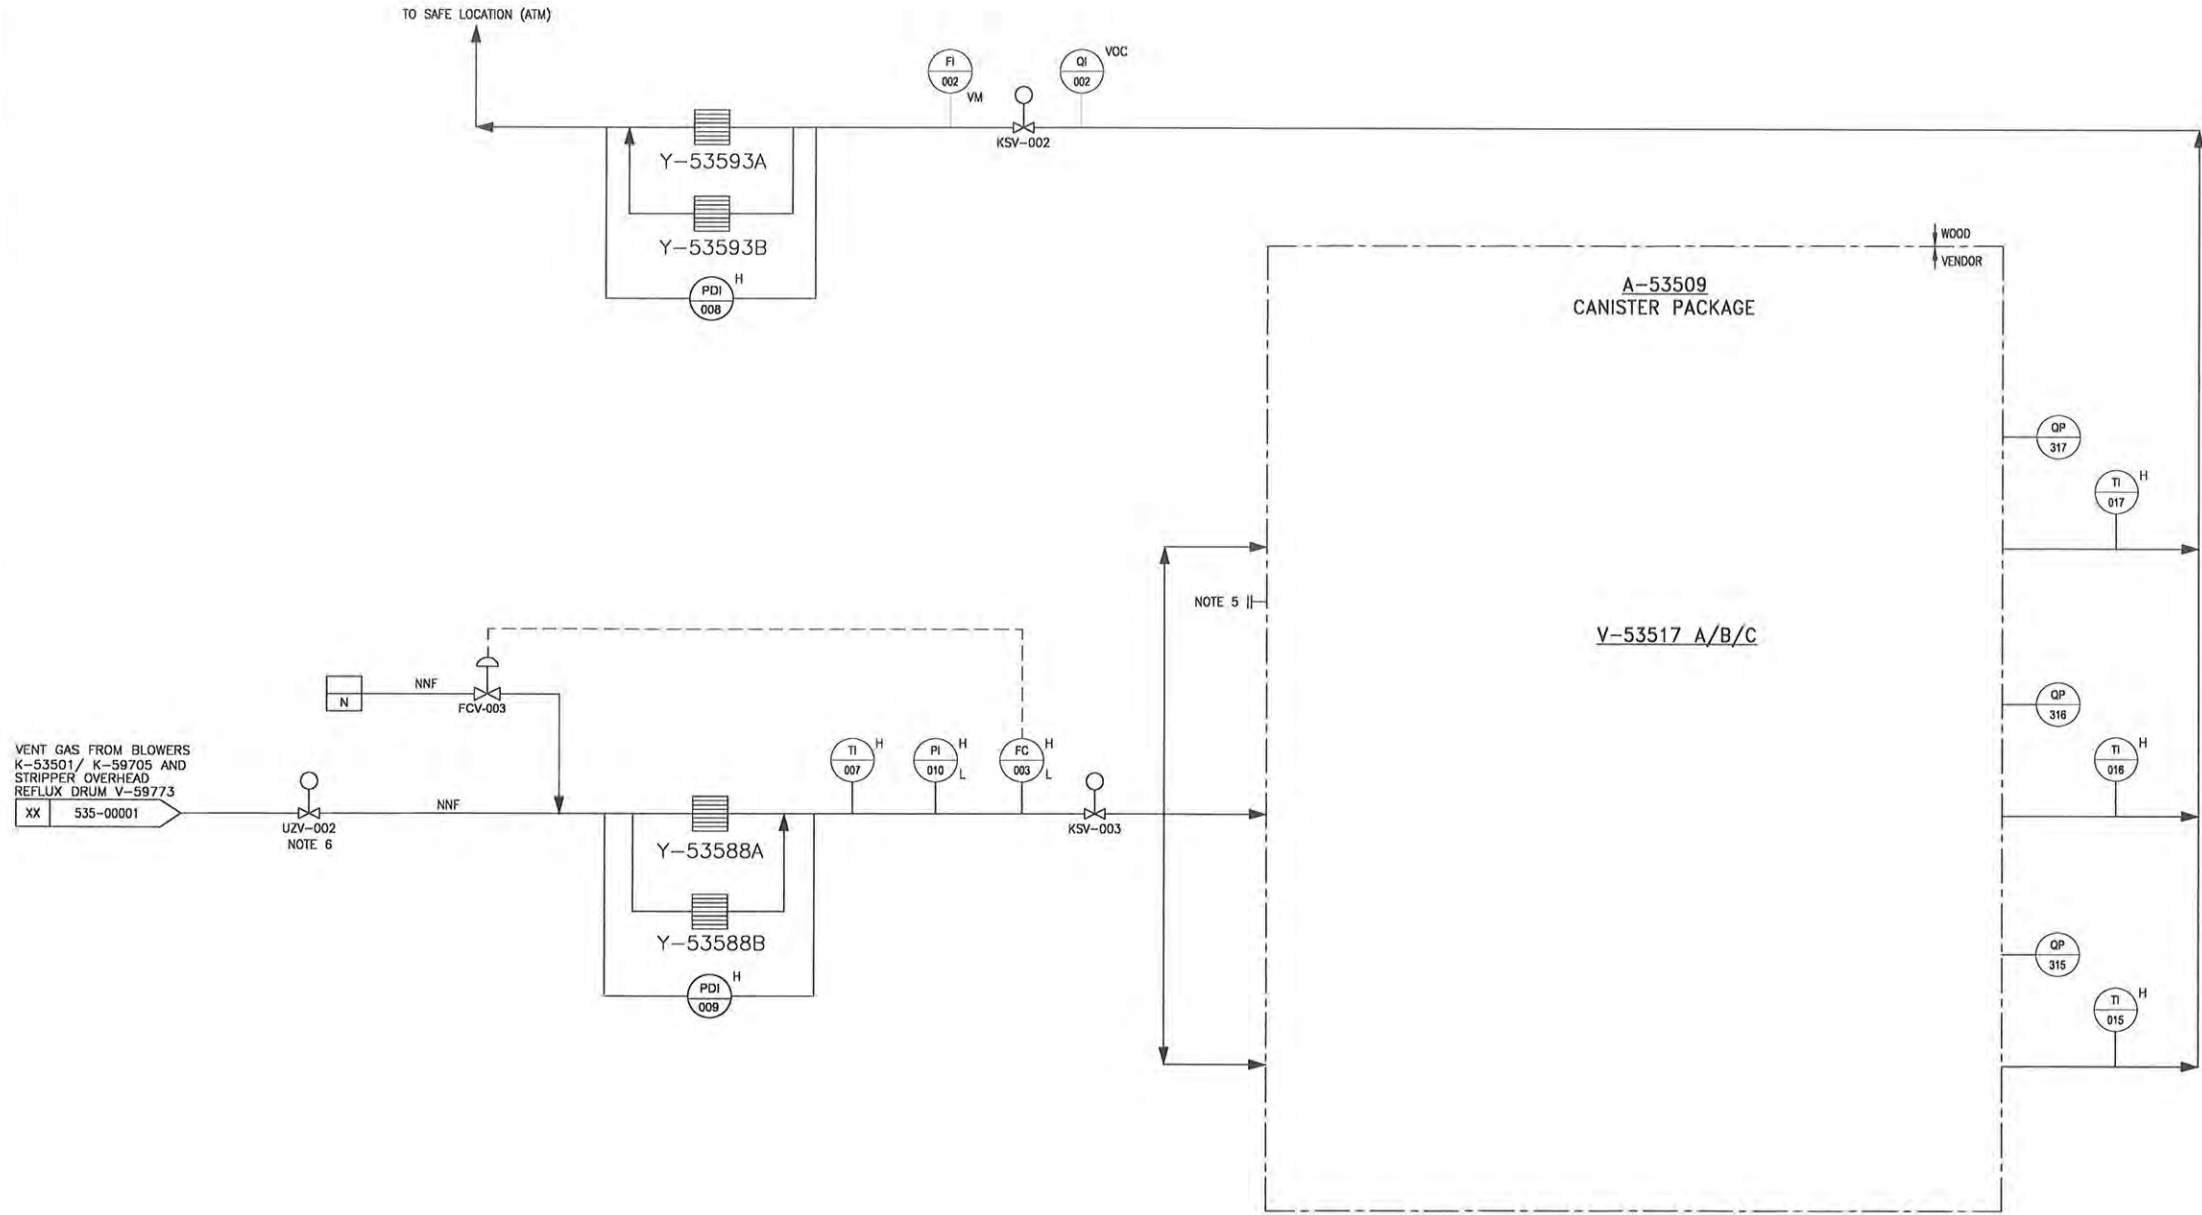 TO SAFE LOCATION (ATM)
FI
002
VM
QI
002
VOC
KSV-002
Y-53593A
Y-53593B
PDI
008
H
WOOD
VENDOR
A-53509
CANISTER PACKAGE
QP
317
TI
017
H
NOTE 5
V-53517 A/B/C
N
NNF
FCV-003
QP
316
TI
016
H
VENT GAS FROM BLOWERS
K-53501/ K-59705 AND
STRIPPER OVERHEAD
REFLUX DRUM V-59773
XX 535-00001
UZV-002
NOTE 6
NNF
TI
007
H
PI
010
H
L
FC
003
H
L
KSV-003
Y-53588A
Y-53588B
PDI
009
H
QP
315
TI
015
H